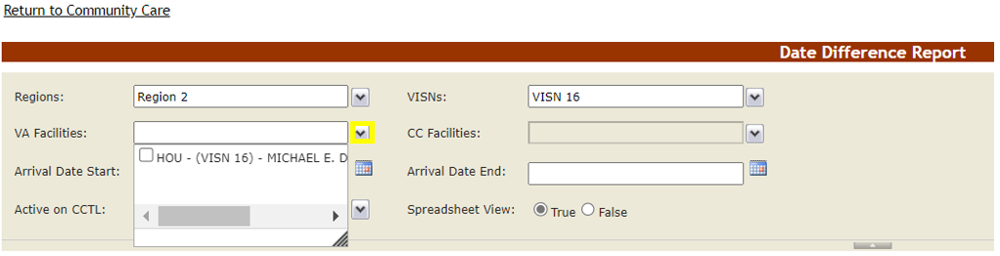 Return to Community Care
Date Difference Report
Regions: Region 2 VISNs: VISN 16
VA Facilities: CC Facilities:
HOU - (VISN 16) - MICHAEL E. D
Arrival Date Start: Arrival Date End:
Active on CCTL: Spreadsheet View: True False